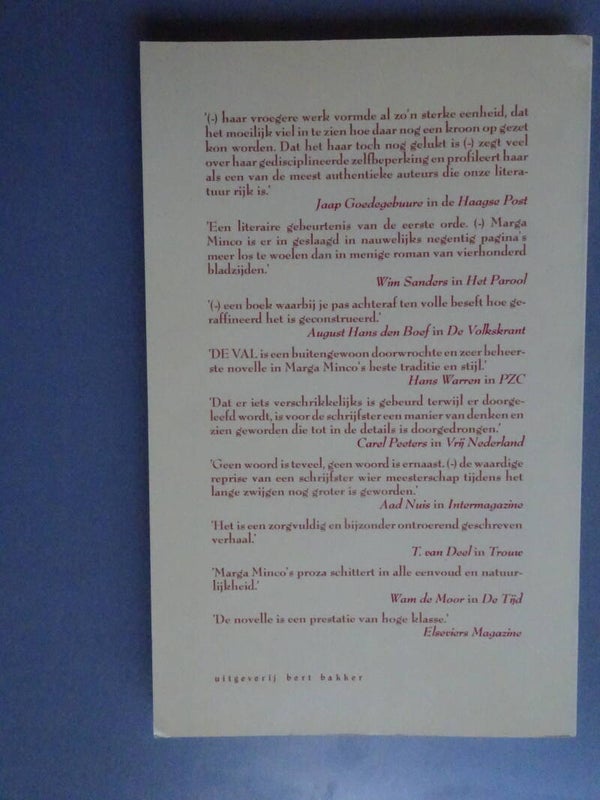 '(-) haar vroegere werk vormde al zo'n sterke eenheid, dat
het moeilijk viel in te zien hoe daar nog een kroon op gezet
kon worden. Dat het haar toch nog gelukt is (-) zegt veel
over haar gedisciplineerde zelfbeperking en profileert haar
als een van de meest authentieke auteurs die onze litera-
tuur rijk is.'
Jaap Goedegebuure in de Haagse Post
'Een literaire gebeurtenis van de eerste orde. (-) Marga
Minco is er in geslaagd in nauwelijks negentig pagina's
meer los te woelen dan in menige roman van vierhonderd
bladzijden.'
Wim Sanders in Het Parool
'(-) een boek waarbij je pas achteraf ten volle beseft hoe ge-
raffineerd het is geconstrueerd.'
August Hans den Boef in De Volkskrant
'DE VAL is een buitengewoon doorwrochte en zeer beheer-
ste novelle in Marga Minco's beste traditie en stijl.'
Hans Warren in PZC
'Dat er iets verschrikkelijks is gebeurd terwijl er doorge-
leefd wordt, is voor de schrijfster een manier van denken en
zien geworden die tot in de details is doorgedrongen.'
Carel Peeters in Vrij Nederland
'Geen woord is teveel, geen woord is ernaast. (-) de waardige
reprise van een schrijfster wier meesterschap tijdens het
lange zwijgen nog groter is geworden.'
Aad Nuis in Intermagazine
'Het is een zorgvuldig en bijzonder ontroerend geschreven
verhaal.'
T. van Deel in Trouw
'Marga Minco's proza schittert in alle eenvoud en natuur-
lijkheid.'
Wam de Moor in De Tijd
'De novelle is een prestatie van hoge klasse.'
Elseviers Magazine
uitgeverij bert bakker